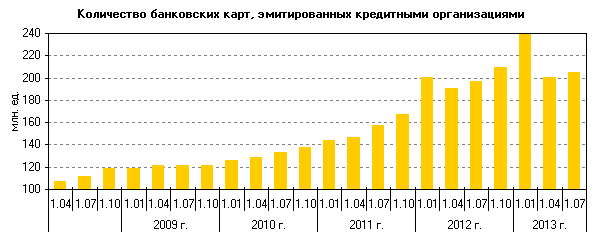 Количество банковских карт, эмитированных кредитными организациями
млн. ед.
240
220
200
180
160
140
120
100
1.04 1.07 1.10 1.01 1.04 1.07 1.10 1.01 1.04 1.07 1.10 1.01 1.04 1.07 1.10 1.01 1.04 1.07 1.10 1.01 1.04 1.07
2009 г. 2010 г. 2011 г. 2012 г. 2013 г.